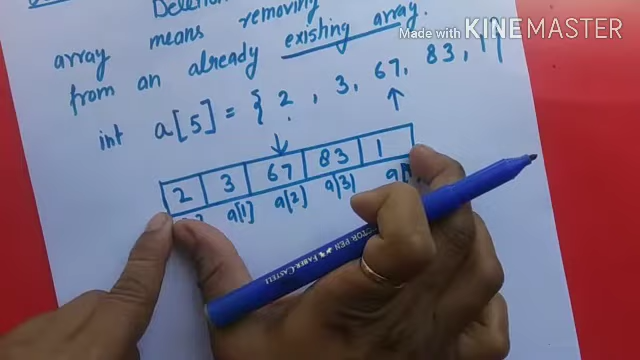 Made with KINEMASTER
Deletion
array means removing
from an already existing array.
int a[5] = { 2, 3, 67, 83, 1}
2 3 67 83 1
a[1] a[2] a[3]
FABER-CASTELL